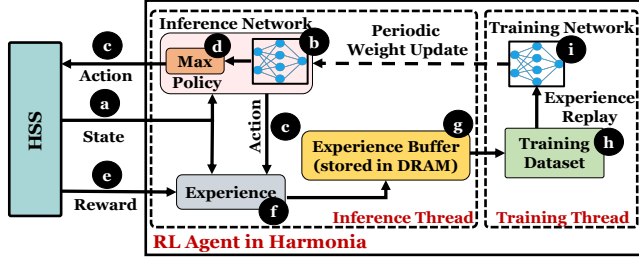 Inference Network
Training Network
c
d
b
i
Max
Policy
Periodic
Weight Update
Action
a
State
HSS
Action
c
Experience
Replay
g
Experience Buffer
(stored in DRAM)
h
Training
Dataset
e
Reward
Experience
f
Inference Thread
Training Thread
RL Agent in Harmonia